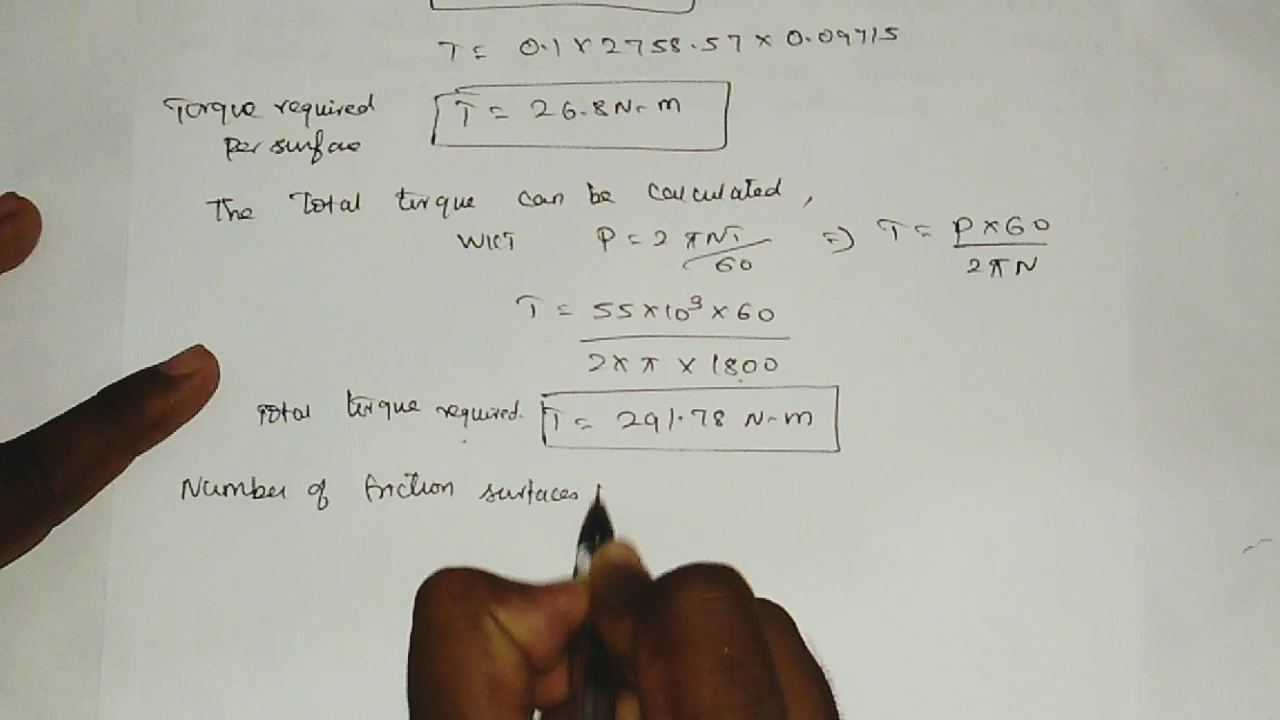 T = 0.1 × 2758.57 × 0.09715
Torque required T = 26.8 N-m
per surface
The Total torque can be calculated,
WKT P = 2πNT/60 => T = P×60/2πN
T = 55×10³×60/2×π×1800
Total torque required. T = 291.78 N-m
Number of friction surfaces